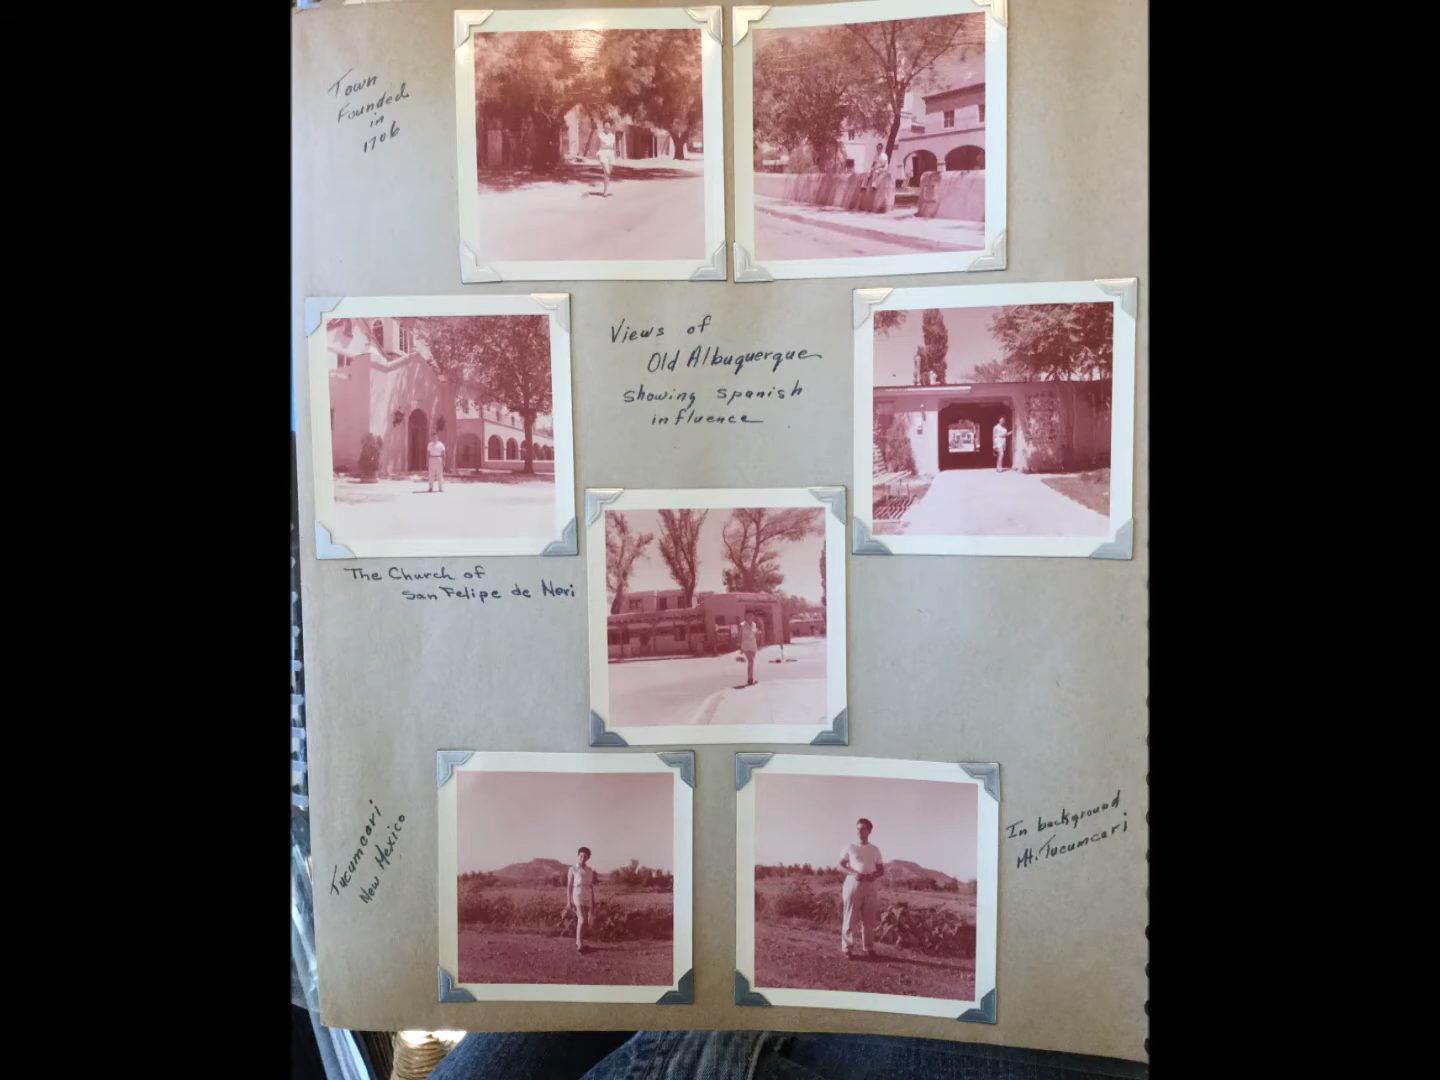 Town
Founded
in
1706
Views of
Old Albuquerque
showing spanish
influence
The Church of
San Felipe de Neri
Tucumcari
New Mexico
In background
Mt. Tucumcari